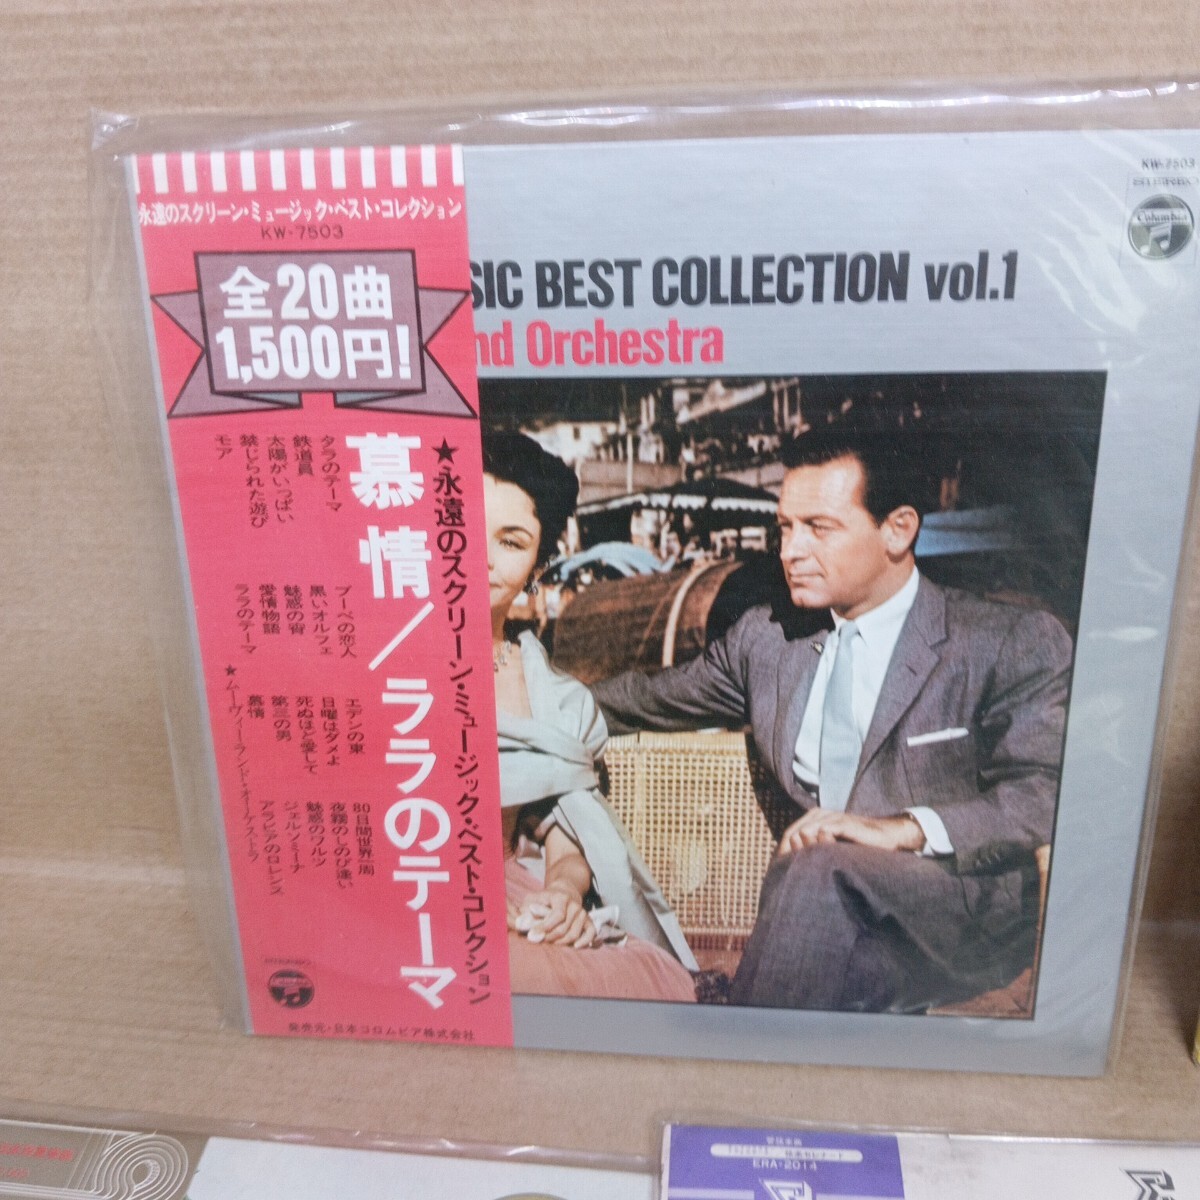 永遠のスクリーン・ミュージック・ベスト・コレクション
KW-7503
全20曲
1,500円!
★永遠のスクリーン・ミュージック・ベスト・コレクション
慕情/ララのテーマ
タラのテーマ
鉄道員
太陽がいっぱい
禁じられた遊び
モア
ブーベの恋人
黒いオルフェ
魅惑の宵
愛情物語
ララのテーマ
エデンの東
日曜はダメよ
死ぬほど愛して
第三の男
慕情
80日間世界一周
夜霧のしのび逢い
魅惑のワルツ
ジェルソミーナ
アラビアのロレンス
★ムーヴィーランド・オーケストラ
発売元・日本コロムビア株式会社
SIC BEST COLLECTION vol.1
nd Orchestra
KW-7503
Columbia
ERA-2014